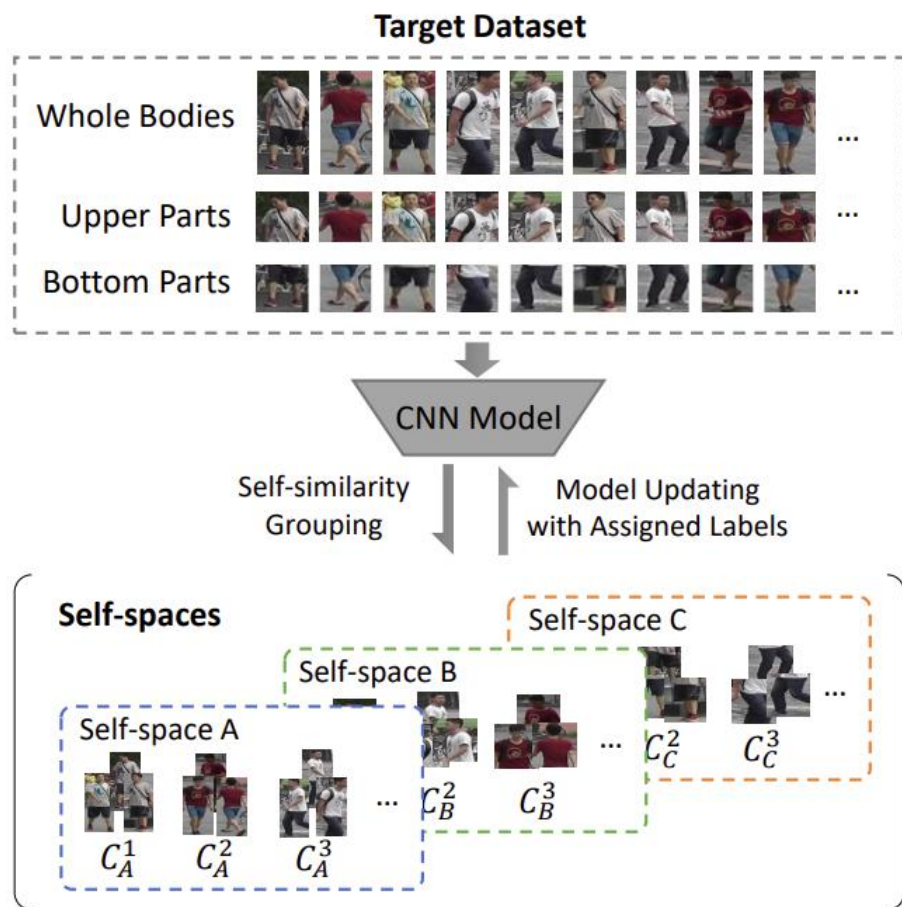 Target Dataset
Whole Bodies
...
Upper Parts
...
Bottom Parts
...
CNN Model
Self-similarity
Grouping
Model Updating
with Assigned Labels
Self-spaces
Self-space C
Self-space B
Self-space A
...
C_C^2
C_C^3
...
C_B^2
C_B^3
...
C_A^1
C_A^2
C_A^3